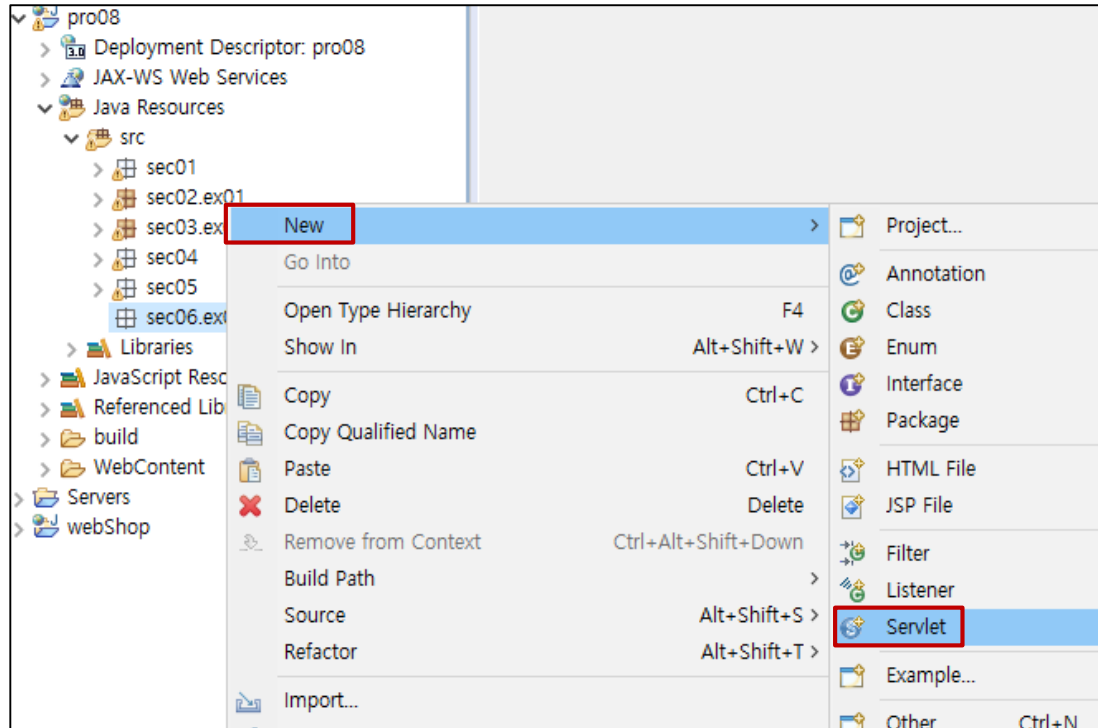 pro08
Deployment Descriptor: pro08
JAX-WS Web Services
Java Resources
src
sec01
sec02.ex01
sec03.ex
sec04
sec05
sec06.ex
Libraries
JavaScript Reso
Referenced Lib
build
WebContent
Servers
webShop
New
Go Into
Open Type Hierarchy F4
Show In Alt+Shift+W >
Copy Ctrl+C
Copy Qualified Name
Paste Ctrl+V
Delete Delete
Remove from Context Ctrl+Alt+Shift+Down
Build Path >
Source Alt+Shift+S >
Refactor Alt+Shift+T >
Import...
Project...
Annotation
Class
Enum
Interface
Package
HTML File
JSP File
Filter
Listener
Servlet
Example...
Other Ctrl+N